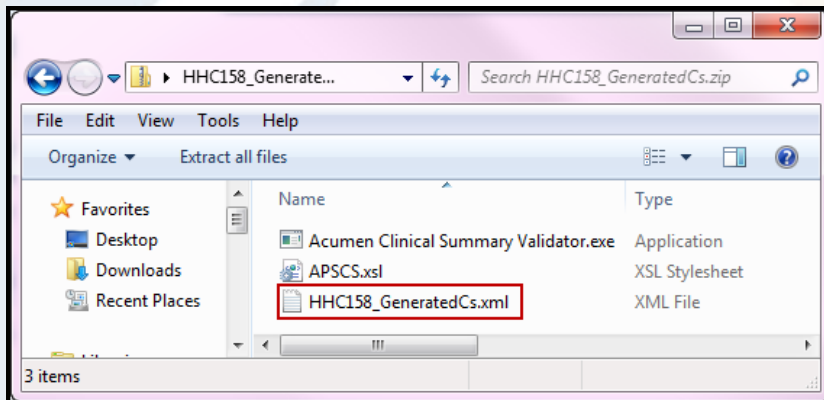 HHC158_Generate...
Search HHC158_GeneratedCs.zip
File Edit View Tools Help
Organize Extract all files
Name Type
Favorites
Desktop
Downloads
Recent Places
Acumen Clinical Summary Validator.exe Application
APSCS.xsl XSL Stylesheet
HHC158_GeneratedCs.xml XML File
3 items